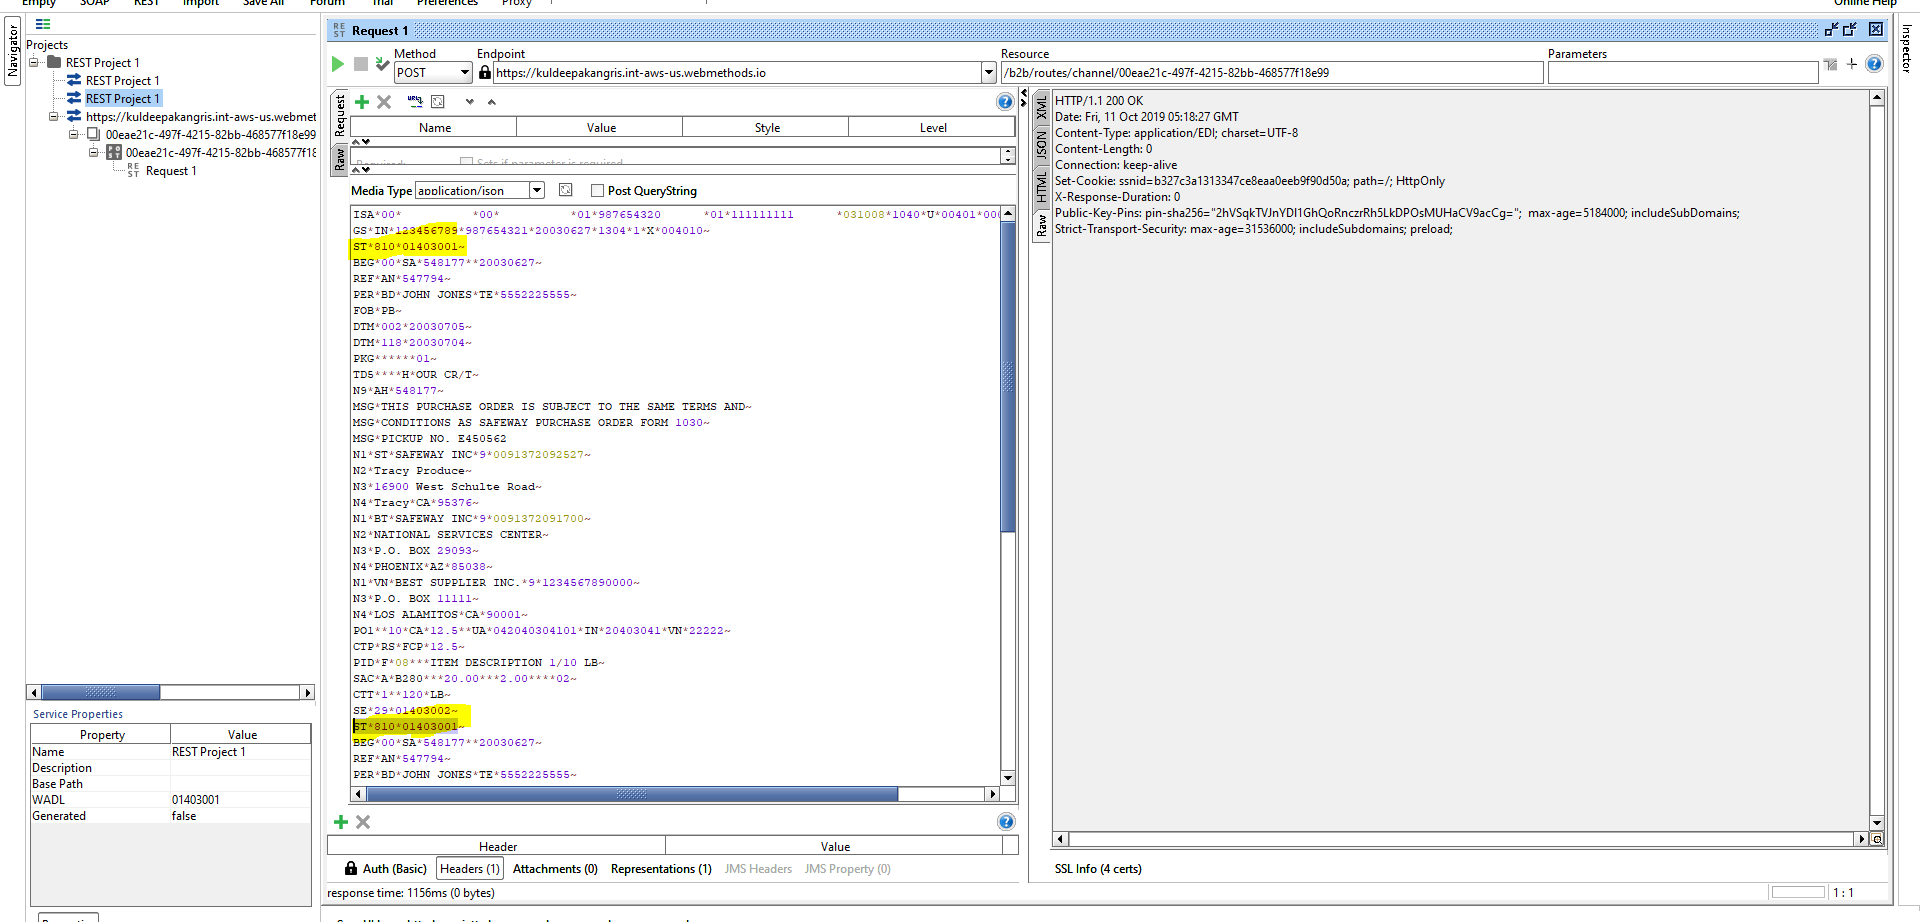 Empty SOAP REST Import Save All Forum Trial Preferences Proxy Online Help
Navigator
Projects
REST Project 1
REST Project 1
REST Project 1
https://kuldeepakangris.int-aws-us.webmet
00eae21c-497f-4215-82bb-468577f18e99
00eae21c-497f-4215-82bb-468577f18
Request 1
Service Properties
Property Value
Name REST Project 1
Description
Base Path
WADL 01403001
Generated false
Request 1
Method Endpoint Resource Parameters
POST https://kuldeepakangris.int-aws-us.webmethods.io /b2b/routes/channel/00eae21c-497f-4215-82bb-468577f18e99
Request
Raw
Name Value Style Level
Required: Sets if parameter is required
Media Type application/json Post QueryString
ISA*00* *00* *01*987654320 *01*111111111 *031008*1040*U*00401*000
GS*IN*123456789*987654321*20030627*1304*1*X*004010~
ST*810*01403001~
BEG*00*SA*548177**20030627~
REF*AN*547794~
PER*BD*JOHN JONES*TE*5552225555~
FOB*PB~
DTM*002*20030705~
DTM*118*20030704~
PKG******01~
TD5****H*OUR CR/T~
N9*AH*548177~
MSG*THIS PURCHASE ORDER IS SUBJECT TO THE SAME TERMS AND~
MSG*CONDITIONS AS SAFEWAY PURCHASE ORDER FORM 1030~
MSG*PICKUP NO. E450562
N1*ST*SAFEWAY INC*9*0091372092527~
N2*Tracy Produce~
N3*16900 West Schulte Road~
N4*Tracy*CA*95376~
N1*BT*SAFEWAY INC*9*0091372091700~
N2*NATIONAL SERVICES CENTER~
N3*P.O. BOX 29093~
N4*PHOENIX*AZ*85038~
N1*VN*BEST SUPPLIER INC.*9*1234567890000~
N3*P.O. BOX 11111~
N4*LOS ALAMITOS*CA*90001~
PO1**10*CA*12.5**UA*042040304101*IN*20403041*VN*22222~
CTP*RS*FCP*12.5~
PID*F*08***ITEM DESCRIPTION 1/10 LB~
SAC*A*B280***20.00***2.00****02~
CTT*1**120*LB~
SE*29*01403002~
ST*810*01403001~
BEG*00*SA*548177**20030627~
REF*AN*547794~
PER*BD*JOHN JONES*TE*5552225555~
Header Value
Auth (Basic) Headers (1) Attachments (0) Representations (1) JMS Headers JMS Property (0)
response time: 1156ms (0 bytes)
XML
JSON
HTML
Raw
HTTP/1.1 200 OK
Date: Fri, 11 Oct 2019 05:18:27 GMT
Content-Type: application/EDI; charset=UTF-8
Content-Length: 0
Connection: keep-alive
Set-Cookie: ssnid=b327c3a1313347ce8eaa0eeb9f90d50a; path=/; HttpOnly
X-Response-Duration: 0
Public-Key-Pins: pin-sha256="2hVSqkTVJnYDI1GhQoRnczrRh5LkDPOsMUHaCV9acCg="; max-age=5184000; includeSubDomains;
Strict-Transport-Security: max-age=31536000; includeSubdomains; preload;
SSL Info (4 certs)
1 : 1
Inspector